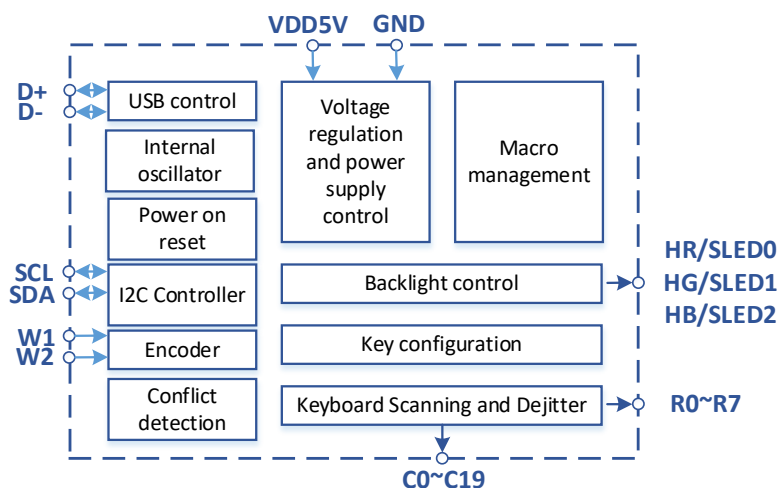 VDD5V
GND
D+
D-
USB control
Internal
oscillator
Power on
reset
SCL
SDA
I2C Controller
W1
W2
Encoder
Conflict
detection
Voltage
regulation
and power
supply
control
Macro
management
Backlight control
HR/SLED0
HG/SLED1
HB/SLED2
Key configuration
Keyboard Scanning and Dejitter
R0~R7
C0~C19